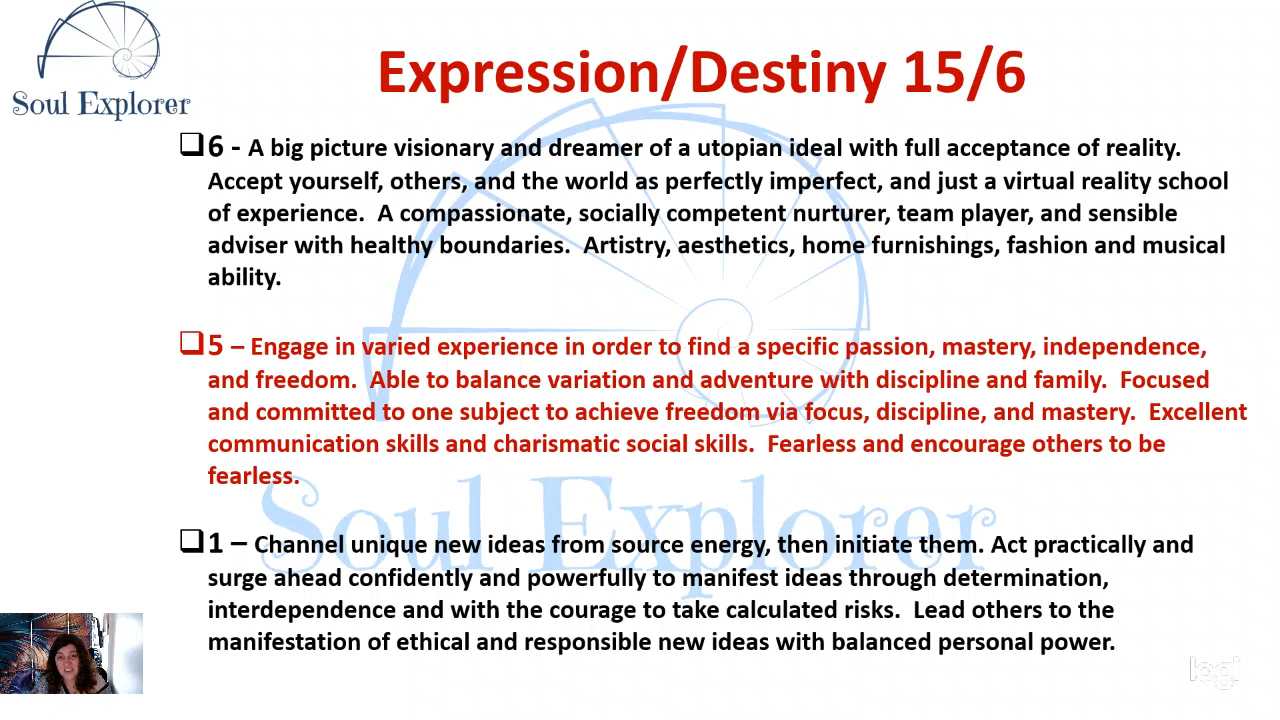 Soul Explorer
Expression/Destiny 15/6
❑6 - A big picture visionary and dreamer of a utopian ideal with full acceptance of reality.
Accept yourself, others, and the world as perfectly imperfect, and just a virtual reality school
of experience.  A compassionate, socially competent nurturer, team player, and sensible
adviser with healthy boundaries.  Artistry, aesthetics, home furnishings, fashion and musical
ability.
❑5 – Engage in varied experience in order to find a specific passion, mastery, independence,
and freedom.  Able to balance variation and adventure with discipline and family.  Focused
and committed to one subject to achieve freedom via focus, discipline, and mastery.  Excellent
communication skills and charismatic social skills.  Fearless and encourage others to be
fearless.
Soul Explorer
❑1 – Channel unique new ideas from source energy, then initiate them. Act practically and
surge ahead confidently and powerfully to manifest ideas through determination,
interdependence and with the courage to take calculated risks.  Lead others to the
manifestation of ethical and responsible new ideas with balanced personal power.
logi